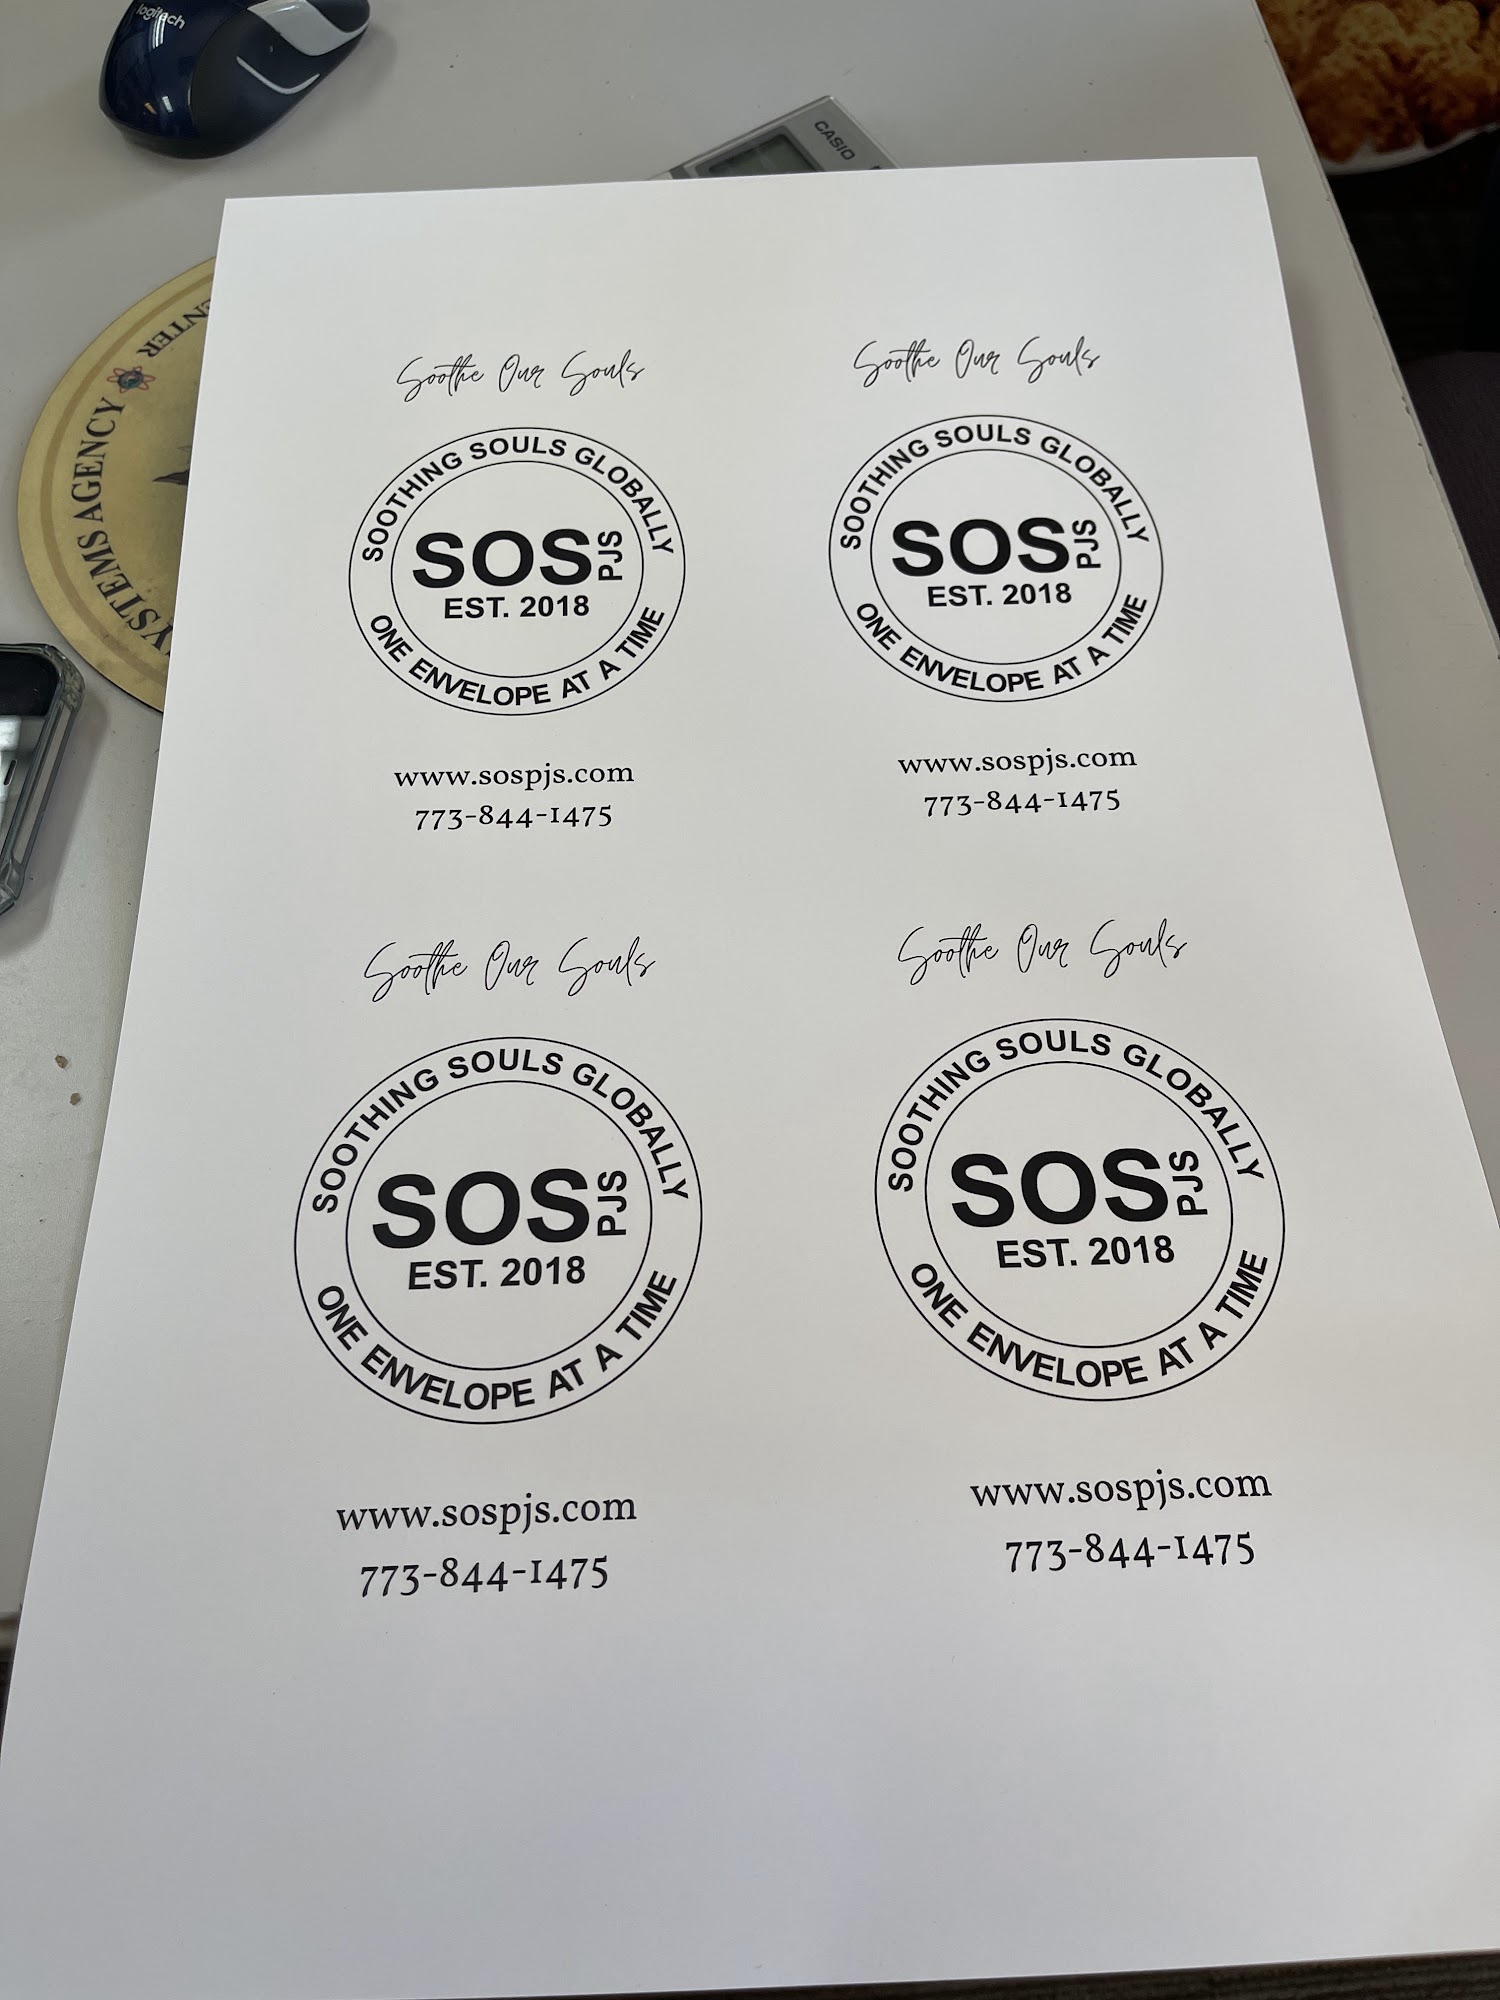 logitech
CASIO
ENTER
YSTEMS AGENCY
Soothe Our Souls
SOOTHING SOULS GLOBALLY
SOS PJS
EST. 2018
ONE ENVELOPE AT A TIME
www.sospjs.com
773-844-1475
Soothe Our Souls
SOOTHING SOULS GLOBALLY
SOS PJS
EST. 2018
ONE ENVELOPE AT A TIME
www.sospjs.com
773-844-1475
Soothe Our Souls
SOOTHING SOULS GLOBALLY
SOS PJS
EST. 2018
ONE ENVELOPE AT A TIME
www.sospjs.com
773-844-1475
Soothe Our Souls
SOOTHING SOULS GLOBALLY
SOS PJS
EST. 2018
ONE ENVELOPE AT A TIME
www.sospjs.com
773-844-1475